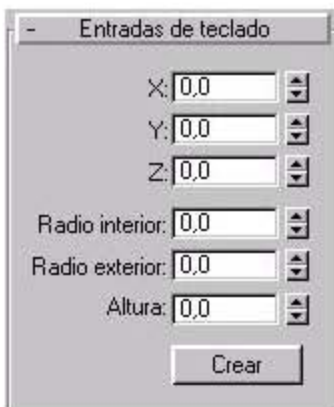 - Entradas de teclado
X: 0,0
Y: 0,0
Z: 0,0
Radio interior: 0,0
Radio exterior: 0,0
Altura: 0,0
Crear